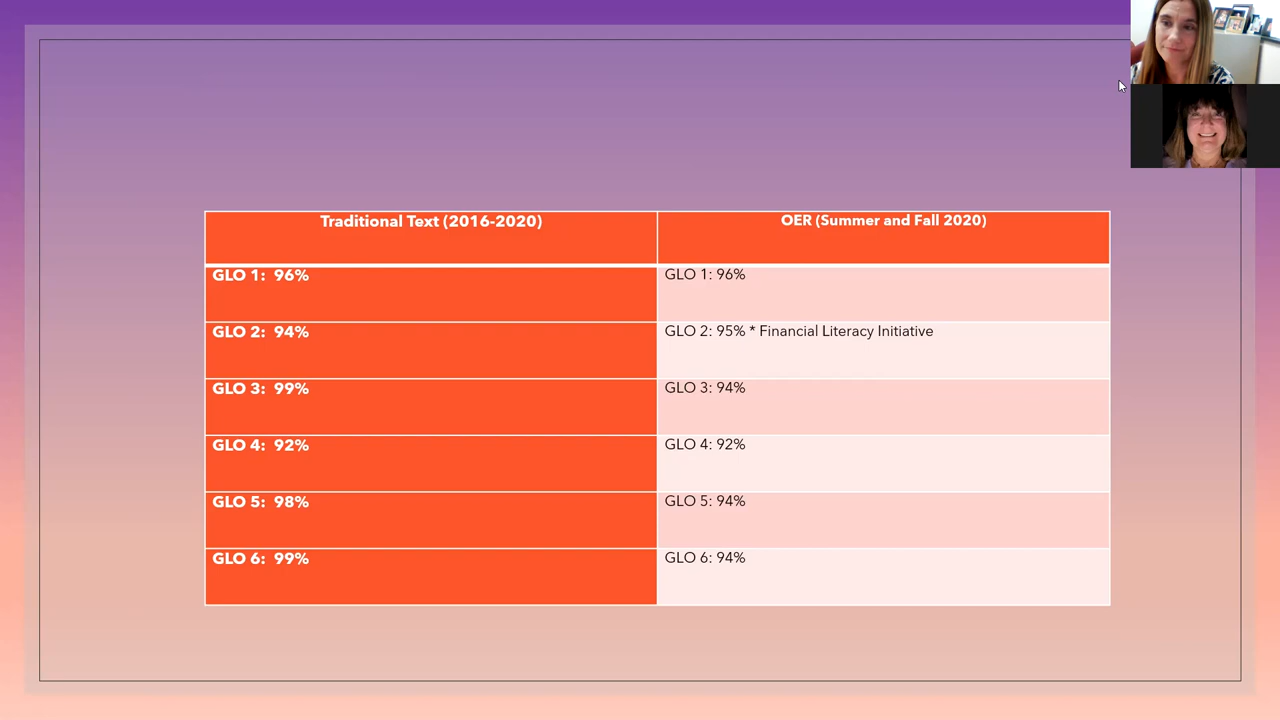 Traditional Text (2016-2020)
OER (Summer and Fall 2020)
GLO 1:  96%
GLO 1: 96%
GLO 2:  94%
GLO 2: 95% * Financial Literacy Initiative
GLO 3:  99%
GLO 3: 94%
GLO 4:  92%
GLO 4: 92%
GLO 5:  98%
GLO 5: 94%
GLO 6:  99%
GLO 6: 94%